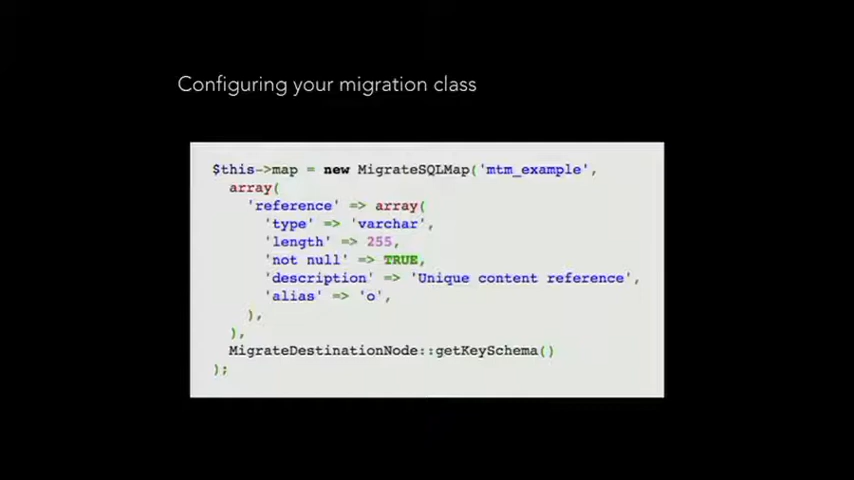 Configuring your migration class
$this->map = new MigrateSQLMap('mtm_example',
array(
'reference' => array(
'type' => 'varchar',
'length' => 255,
'not null' => TRUE,
'description' => 'Unique content reference',
'alias' => 'o',
),
),
MigrateDestinationNode::getKeySchema()
);